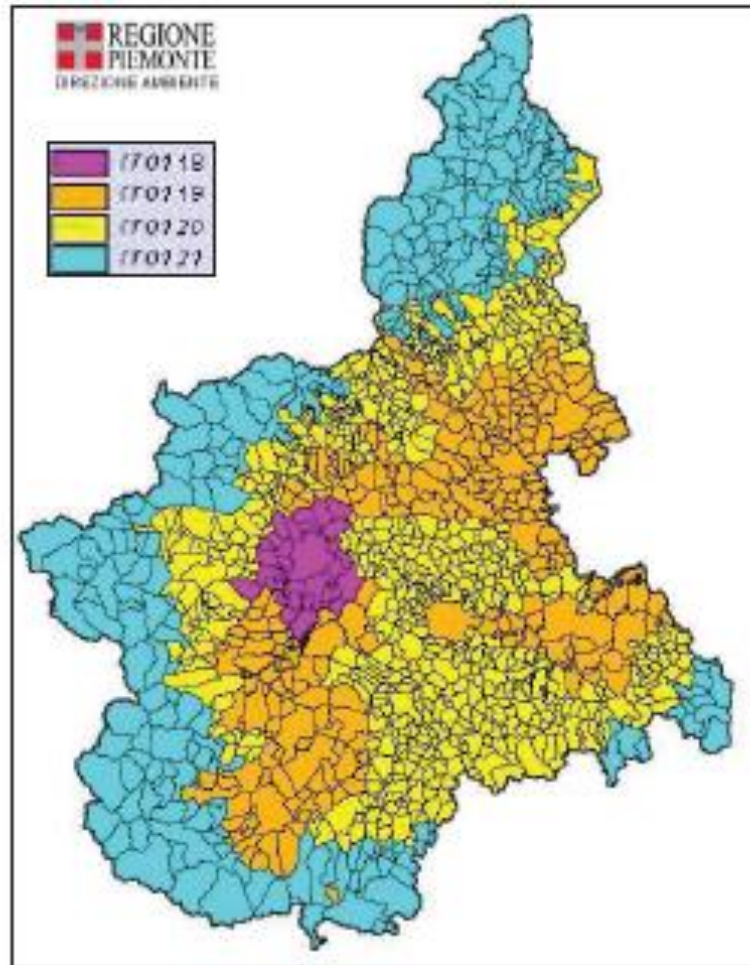 REGIONE
PIEMONTE
DIREZIONE AMBIENTE
IT0118
IT0119
IT0120
IT0121